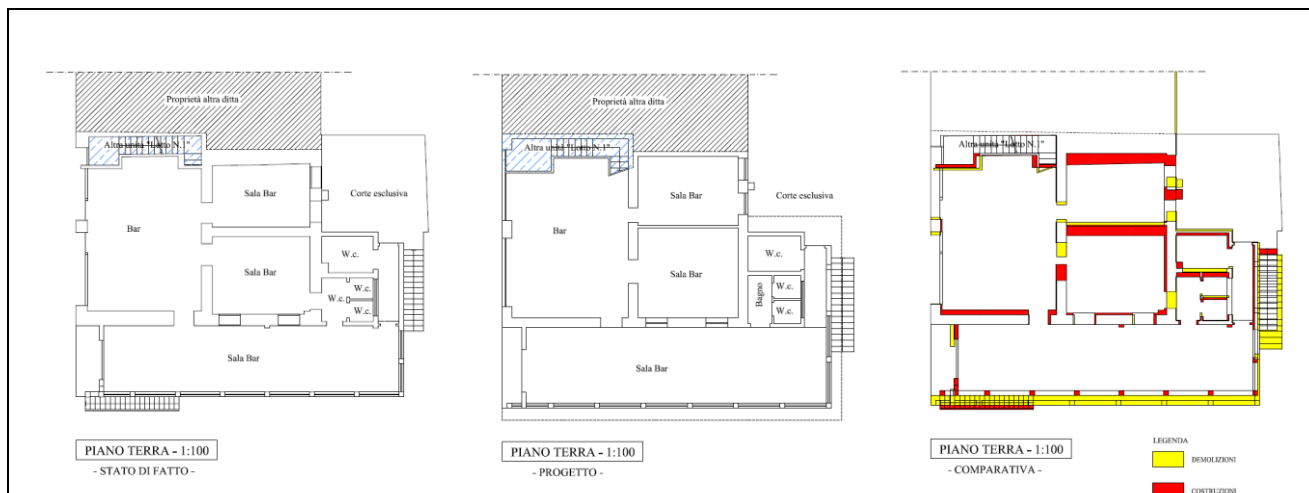 Proprietà altra ditta
Altra unità "Lotto N.1"
Sala Bar
Corte esclusiva
Bar
W.c.
Sala Bar
W.c.
W.c.
W.c.
Sala Bar
PIANO TERRA - 1:100
- STATO DI FATTO -
Proprietà altra ditta
Altra unità "Lotto N.1"
Sala Bar
Corte esclusiva
Bar
Sala Bar
W.c.
Bagno
W.c.
W.c.
Sala Bar
PIANO TERRA - 1:100
- PROGETTO -
Altra unità "Lotto N.1"
PIANO TERRA - 1:100
- COMPARATIVA -
LEGENDA
DEMOLIZIONI
COSTRUZIONI